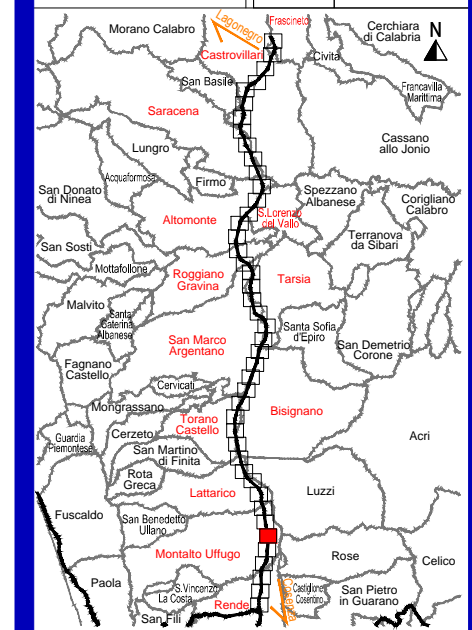 Morano Calabro
Lagonegro
Frascineto
Cerchiara
di Calabria
N
Castrovillari
Civita
San Basile
Francavilla
Marittima
Saracena
Cassano
allo Jonio
Lungro
Acquaformosa
Firmo
San Donato
di Ninea
Spezzano
Albanese
Corigliano
Calabro
Altomonte
S.Lorenzo
del Vallo
Terranova
da Sibari
San Sosti
Mottafollone
Roggiano
Gravina
Tarsia
Malvito
Santa
Caterina
Albanese
Santa Sofia
d'Epiro
San Marco
Argentano
San Demetrio
Corone
Fagnano
Castello
Cervicati
Mongrassano
Bisignano
Torano
Castello
Guardia
Piemontese
Cerzeto
Acri
San Martino
di Finita
Rota
Greca
Lattarico
Luzzi
Fuscaldo
San Benedetto
Ullano
Montalto Uffugo
Rose
Celico
Paola
S.Vincenzo
La Costa
Cosenza
Castiglione
Cosentino
San Pietro
in Guarano
Rende
San Fili